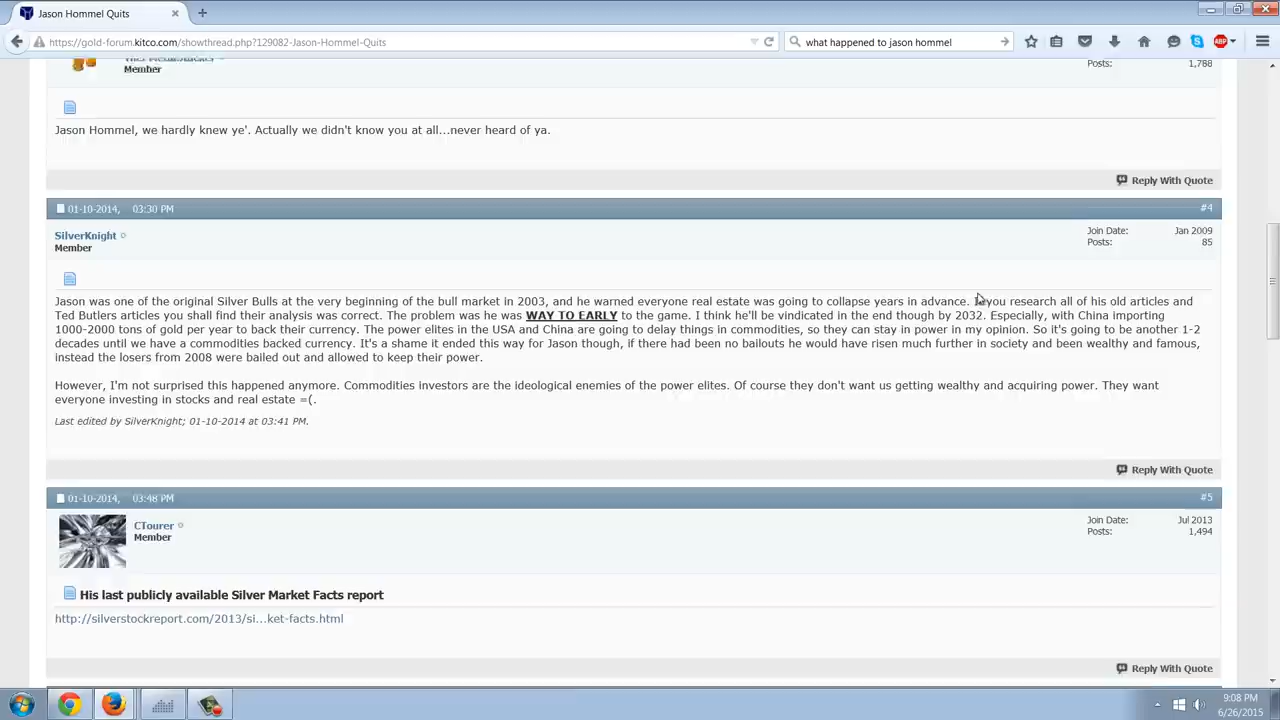 Jason Hommel Quits
https://gold-forum.kitco.com/showthread.php?129082-Jason-Hommel-Quits
what happened to jason hommel
ABP
Member
Posts: 1,788
Jason Hommel, we hardly knew ye'. Actually we didn't know you at all...never heard of ya.
Reply With Quote
01-10-2014, 03:30 PM #4
SilverKnight
Member
Join Date: Jan 2009
Posts: 85
Jason was one of the original Silver Bulls at the very beginning of the bull market in 2003, and he warned everyone real estate was going to collapse years in advance. If you research all of his old articles and
Ted Butlers articles you shall find their analysis was correct. The problem was he was WAY TO EARLY to the game. I think he'll be vindicated in the end though by 2032. Especially, with China importing
1000-2000 tons of gold per year to back their currency. The power elites in the USA and China are going to delay things in commodities, so they can stay in power in my opinion. So it's going to be another 1-2
decades until we have a commodities backed currency. It's a shame it ended this way for Jason though, if there had been no bailouts he would have risen much further in society and been wealthy and famous,
instead the losers from 2008 were bailed out and allowed to keep their power.
However, I'm not surprised this happened anymore. Commodities investors are the ideological enemies of the power elites. Of course they don't want us getting wealthy and acquiring power. They want
everyone investing in stocks and real estate =(.
Last edited by SilverKnight; 01-10-2014 at 03:41 PM.
Reply With Quote
01-10-2014, 03:48 PM #5
CTourer
Member
Join Date: Jul 2013
Posts: 1,494
His last publicly available Silver Market Facts report
http://silverstockreport.com/2013/si...ket-facts.html
Reply With Quote
9:08 PM
6/26/2015